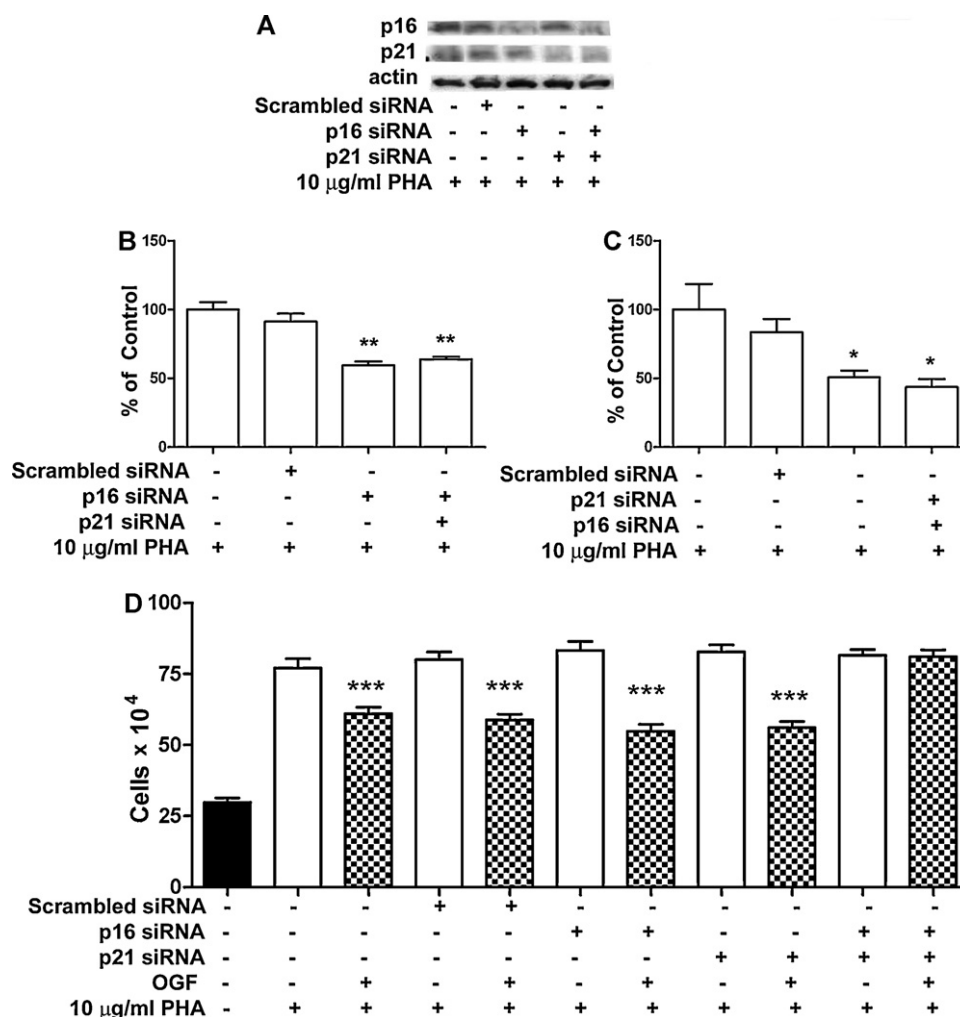 A
p16
p21
actin
Scrambled siRNA - + - - -
p16 siRNA - - + - +
p21 siRNA - - - + +
10 µg/ml PHA + + + + +
B
% of Control
150
100
50
0
** **
Scrambled siRNA - + - -
p16 siRNA - - + +
p21 siRNA - - - +
10 µg/ml PHA + + + +
C
% of Control
150
100
50
0
* *
Scrambled siRNA - + - -
p21 siRNA - - - +
p16 siRNA - - - +
10 µg/ml PHA + + + +
D
Cells x 10⁴
100
75
50
25
0
*** *** *** ***
Scrambled siRNA - - - + + - - - - - -
p16 siRNA - - - - - + + - - + +
p21 siRNA - - - - - - - + + + +
OGF - - + - + - + - + - +
10 µg/ml PHA - + + + + + + + + + +